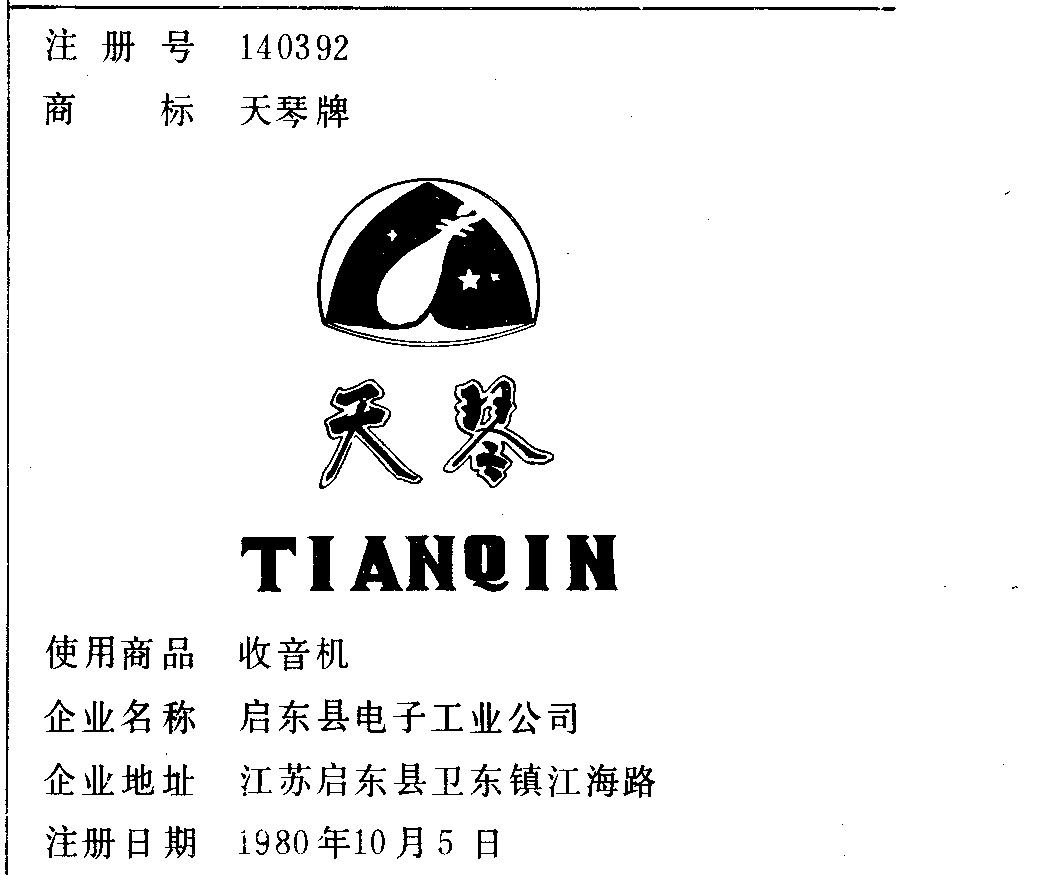 注册号 140392
商标 天琴牌
天琴
TIANQIN
使用商品 收音机
企业名称 启东县电子工业公司
企业地址 江苏启东县卫东镇江海路
注册日期 1980年10月5日